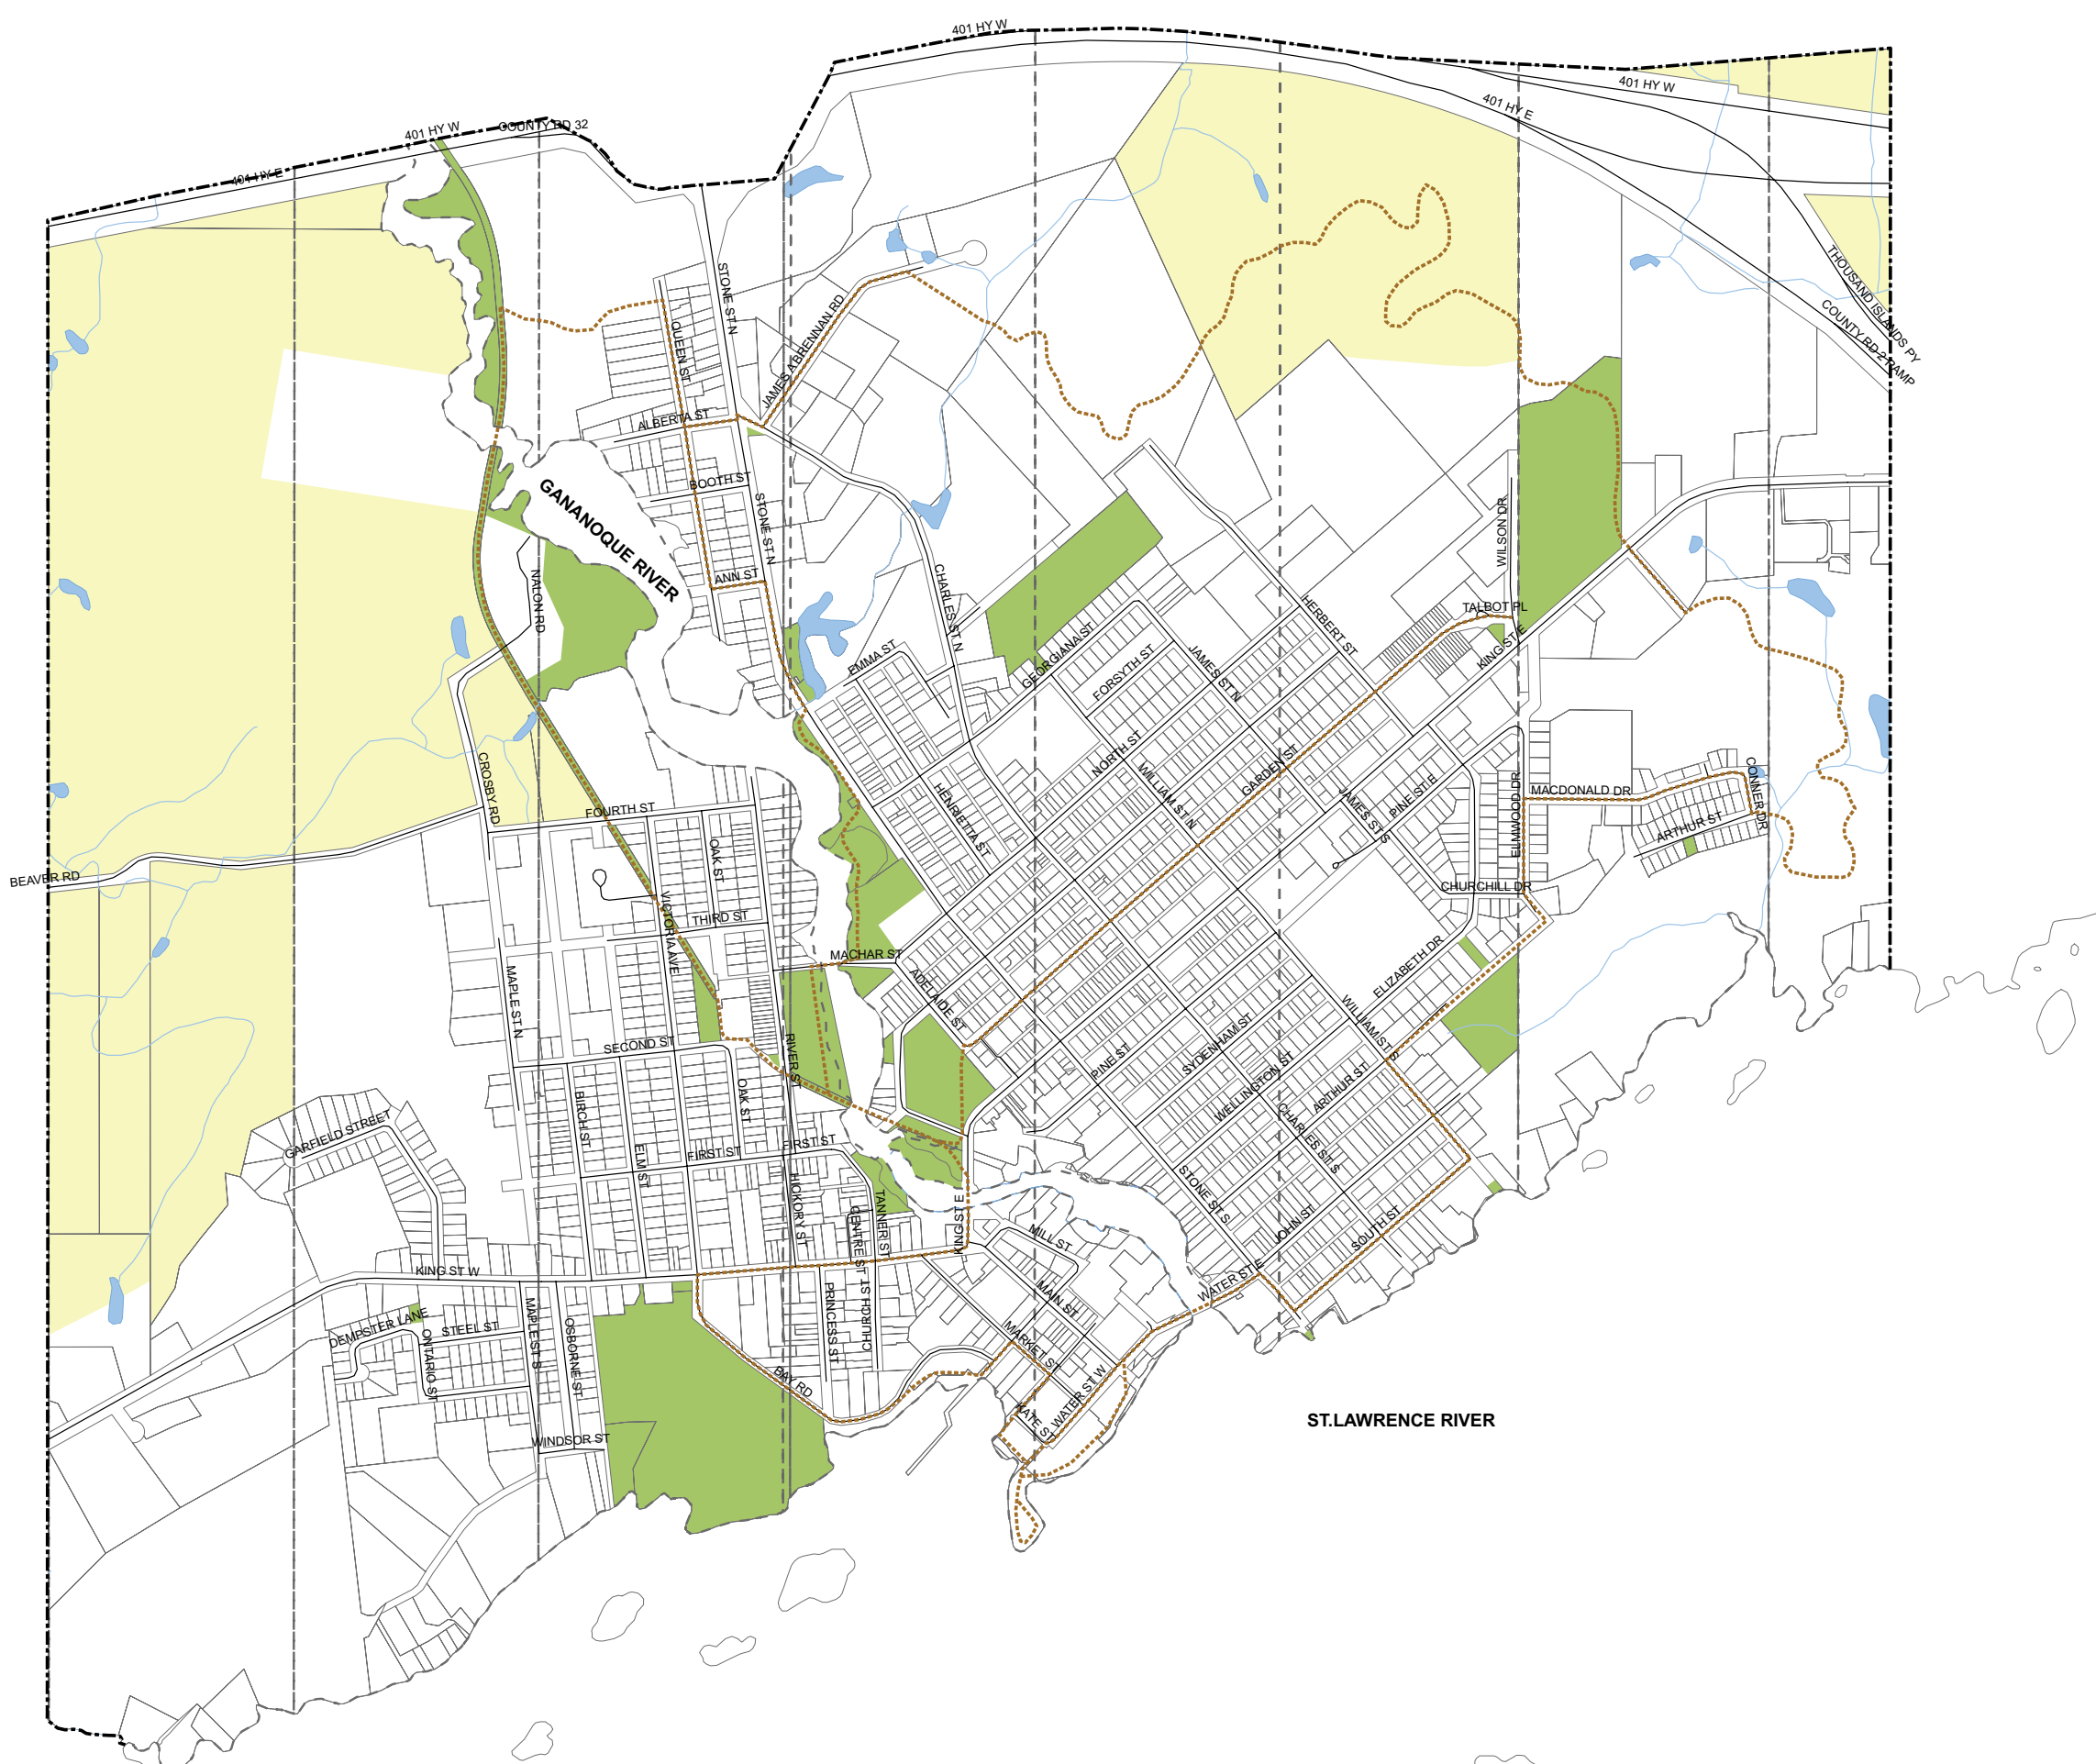 401 HY W
401 HY W
COUNTY RD 32
401 HY E
401 HY W
401 HY E
THOUSAND ISLANDS PY
COUNTY RD 2 RAMP
STONE ST N
QUEEN ST
JAMES A BRENNAN RD
ALBERTA ST
BOOTH ST
STONE ST N
GANANOQUE RIVER
ANN ST
NALON RD
CHARLES ST N
WILSON DR
TALBOT PL
HERBERT ST
KING ST E
EMMA ST
GEORGIANA ST
FORSYTH ST
JAMES ST N
NORTH ST
WILLIAM ST N
GARDEN ST
CROSBY RD
HENRIETTA ST
JAMES ST S
PINE ST E
ELMWOOD DR
MACDONALD DR
CONNER DR
ARTHUR ST
FOURTH ST
OAK ST
BEAVER RD
CHURCHILL DR
VICTORIA AVE
THIRD ST
MACHAR ST
ADELAIDE ST
ELIZABETH DR
MAPLE ST N
WILLIAM ST S
SECOND ST
RIVER ST
PINE ST
SYDENHAM ST
WELLINGTON ST
ARTHUR ST
OAK ST
BIRCH ST
GARFIELD STREET
ELM ST
FIRST ST
FIRST ST
CHARLES ST S
STONE ST S
HICKORY ST
CENTRE ST
TANNER ST
KING ST E
MILL ST
JOHN ST
SOUTH ST
KING ST W
WATER ST E
MAIN ST
MARKET ST
DEMPSTER LANE
ONTARIO ST
STEEL ST
MAPLE ST S
OSBORNE ST
PRINCESS ST
CHURCH ST
BAY RD
WATER ST W
KATE ST
WINDSOR ST
ST.LAWRENCE RIVER